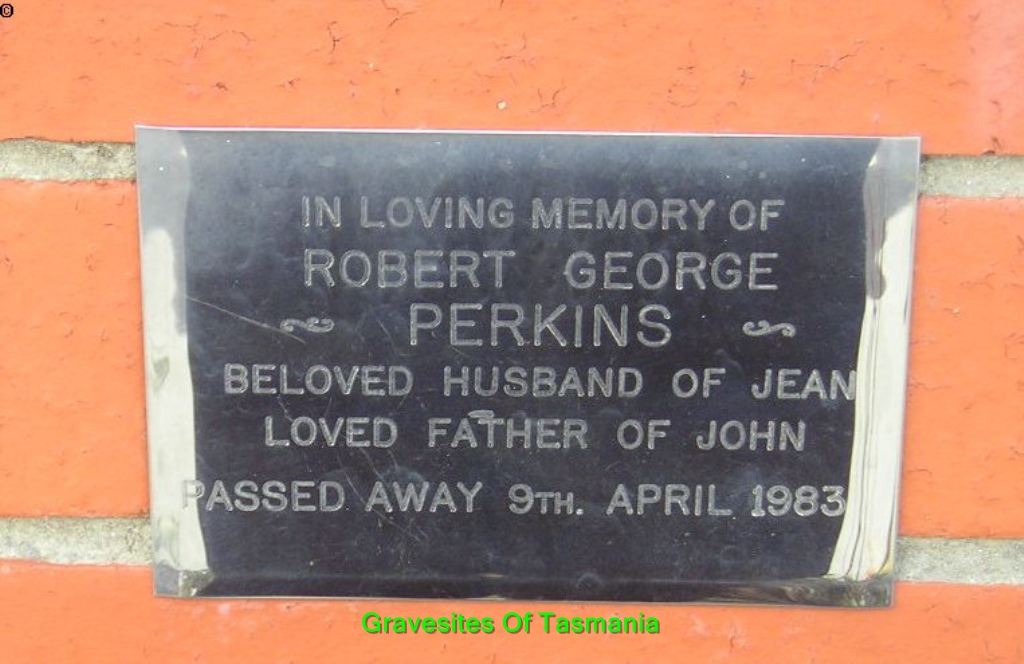 ©
IN LOVING MEMORY OF
ROBERT GEORGE
PERKINS
BELOVED HUSBAND OF JEAN
LOVED FATHER OF JOHN
PASSED AWAY 9TH. APRIL 1983
Gravesites Of Tasmania